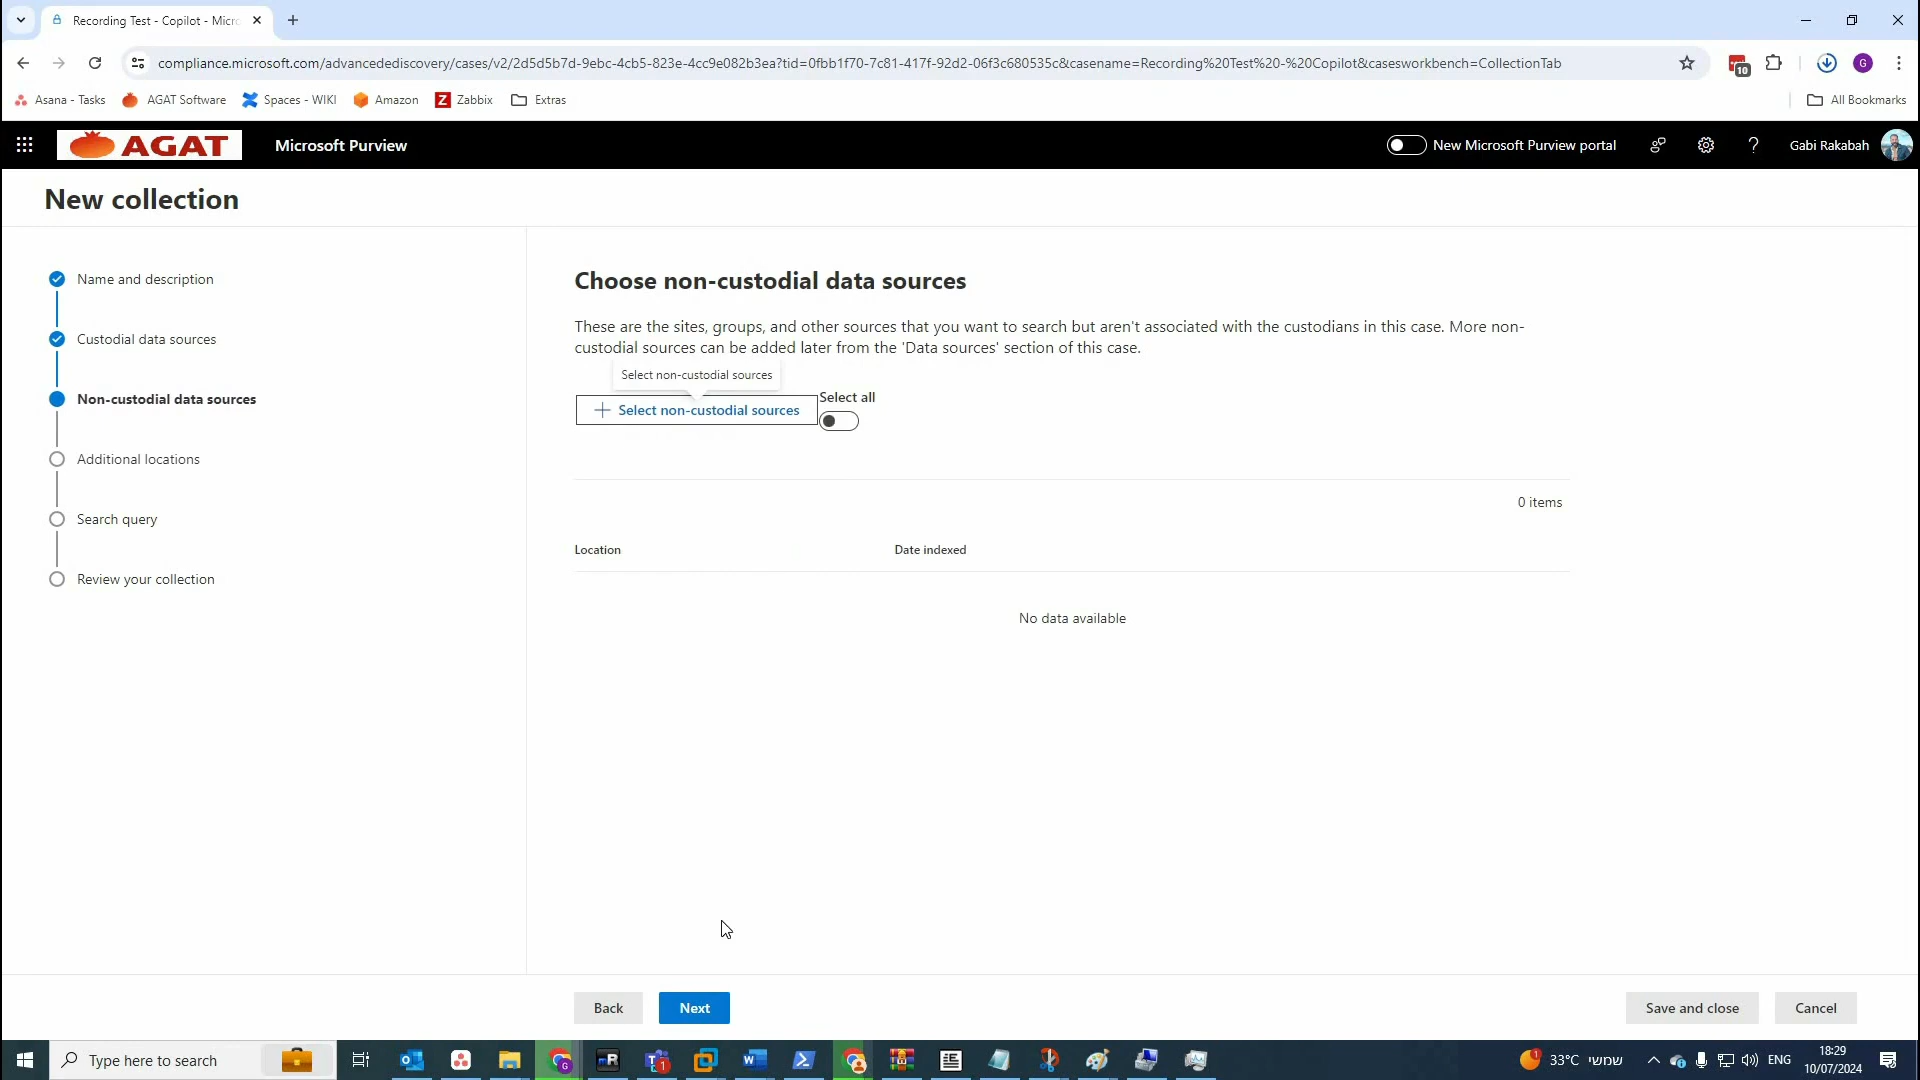 Recording Test - Copilot - Micro
compliance.microsoft.com/advancedediscovery/cases/v2/2d5d5b7d-9ebc-4cb5-823e-4cc9e082b3ea?tid=0fbb1f70-7c81-417f-92d2-06f3c680535c&casename=Recording%20Test%20-%20Copilot&casesworkbench=CollectionTab
10
G
Asana - Tasks
AGAT Software
Spaces - WIKI
Amazon
Z Zabbix
Extras
All Bookmarks
AGAT
Microsoft Purview
New Microsoft Purview portal
?
Gabi Rakabah
New collection
Name and description
Custodial data sources
Non-custodial data sources
Additional locations
Search query
Review your collection
Choose non-custodial data sources
These are the sites, groups, and other sources that you want to search but aren't associated with the custodians in this case. More non-
custodial sources can be added later from the 'Data sources' section of this case.
Select non-custodial sources
Select non-custodial sources
Select all
0 items
Location
Date indexed
No data available
Back
Next
Save and close
Cancel
Type here to search
33°C
שמשי
ENG
18:29
10/07/2024